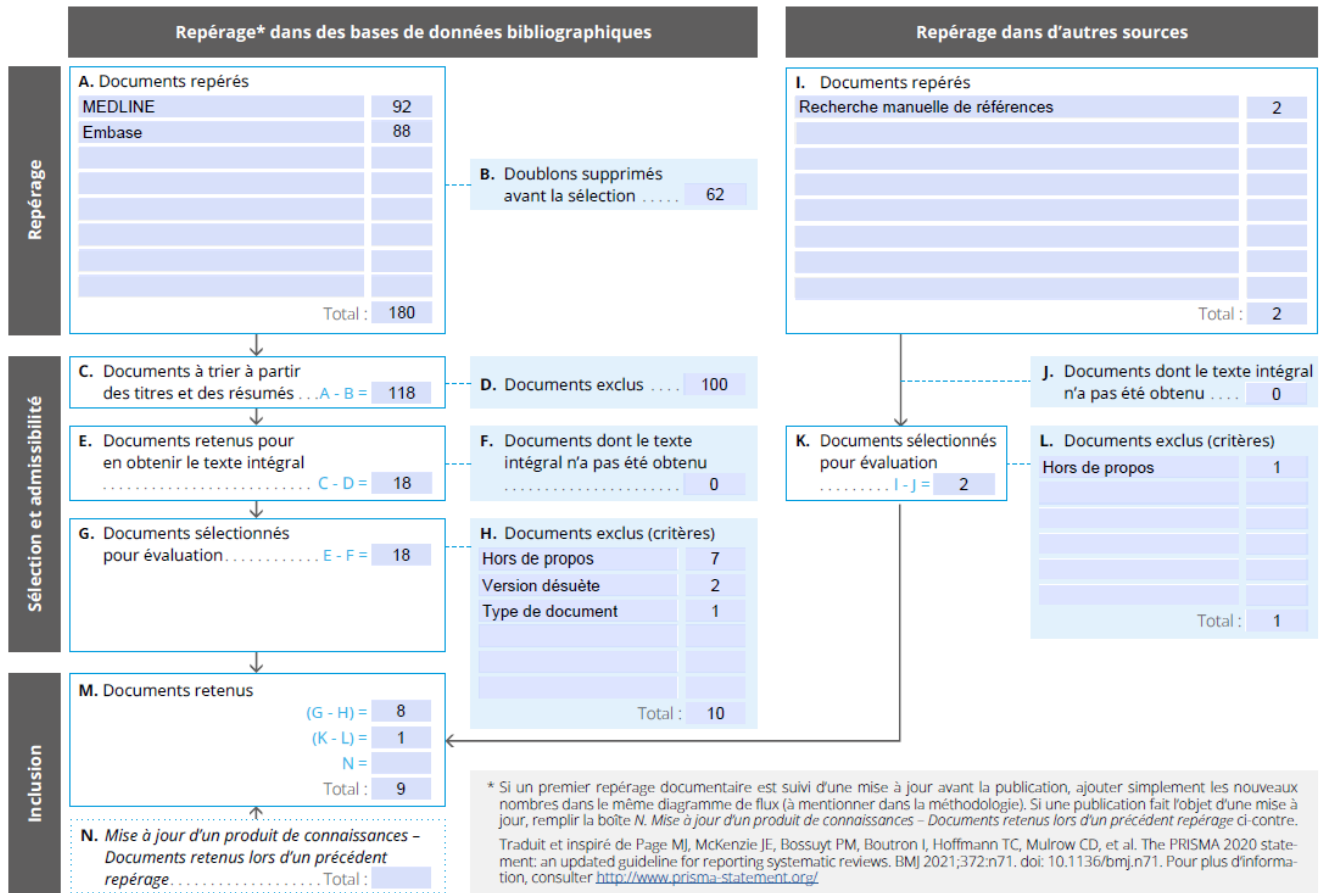 Repérage* dans des bases de données bibliographiques
Repérage dans d'autres sources
Repérage
A. Documents repérés
MEDLINE 92
Embase 88
Total : 180
B. Doublons supprimés
avant la sélection ..... 62
I. Documents repérés
Recherche manuelle de références 2
Total : 2
Sélection et admissibilité
C. Documents à trier à partir
des titres et des résumés ...A - B = 118
D. Documents exclus .... 100
J. Documents dont le texte intégral
n'a pas été obtenu .... 0
E. Documents retenus pour
en obtenir le texte intégral
.......................... C - D = 18
F. Documents dont le texte
intégral n'a pas été obtenu
...................... 0
K. Documents sélectionnés
pour évaluation
......... I - J = 2
L. Documents exclus (critères)
Hors de propos 1
Total : 1
G. Documents sélectionnés
pour évaluation............ E - F = 18
H. Documents exclus (critères)
Hors de propos 7
Version désuète 2
Type de document 1
Total : 10
Inclusion
M. Documents retenus
(G - H) = 8
(K - L) = 1
N =
Total : 9
N. Mise à jour d'un produit de connaissances –
Documents retenus lors d'un précédent
repérage...................Total :
* Si un premier repérage documentaire est suivi d'une mise à jour avant la publication, ajouter simplement les nouveaux
nombres dans le même diagramme de flux (à mentionner dans la méthodologie). Si une publication fait l'objet d'une mise à
jour, remplir la boîte N. Mise à jour d'un produit de connaissances – Documents retenus lors d'un précédent repérage ci-contre.
Traduit et inspiré de Page MJ, McKenzie JE, Bossuyt PM, Boutron I, Hoffmann TC, Mulrow CD, et al. The PRISMA 2020 state-
ment: an updated guideline for reporting systematic reviews. BMJ 2021;372:n71. doi: 10.1136/bmj.n71. Pour plus d'informa-
tion, consulter http://www.prisma-statement.org/